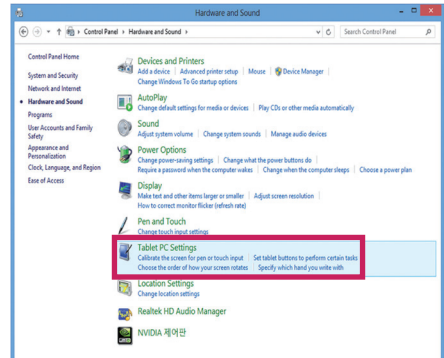 Hardware and Sound
Control Panel ▸ Hardware and Sound ▸
Search Control Panel
Control Panel Home
System and Security
Network and Internet
Hardware and Sound
Programs
User Accounts and Family
Safety
Appearance and
Personalization
Clock, Language, and Region
Ease of Access
Devices and Printers
Add a device | Advanced printer setup | Mouse | Device Manager |
Change Windows To Go startup options
AutoPlay
Change default settings for media or devices | Play CDs or other media automatically
Sound
Adjust system volume | Change system sounds | Manage audio devices
Power Options
Change power-saving settings | Change what the power buttons do |
Require a password when the computer wakes | Change when the computer sleeps | Choose a power plan
Display
Make text and other items larger or smaller | Adjust screen resolution |
How to correct monitor flicker (refresh rate)
Pen and Touch
Change touch input settings
Tablet PC Settings
Calibrate the screen for pen or touch input | Set tablet buttons to perform certain tasks
Choose the order of how your screen rotates | Specify which hand you write with
Location Settings
Change location settings
Realtek HD Audio Manager
NVIDIA 제어판